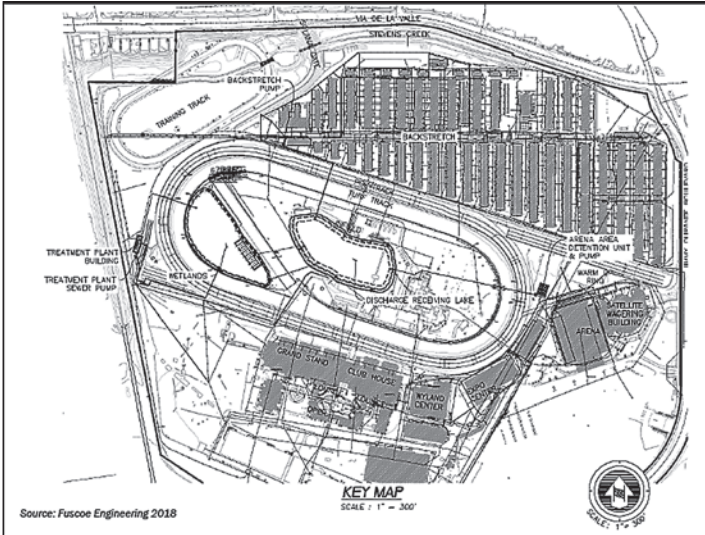 VIA DE LA VALLE
STEVENS CREEK
BACKSTRETCH
PUMP
TRAINING TRACK
BACKSTRETCH
TURF TRACK
ARENA AREA
DETENTION UNIT
& PUMP
TREATMENT PLANT
BUILDING
TREATMENT PLANT
SEWER PUMP
WETLANDS
WARM
RING
DISCHARGE RECEIVING LAKE
SATELLITE
WAGERING
BUILDING
ARENA
GRAND STAND
CLUB HOUSE
WYLAND
CENTER
EXPO
CENTER
KEY MAP
SCALE : 1" = 300'
Source: Fuscoe Engineering 2018
SCALE: 1"= 300'